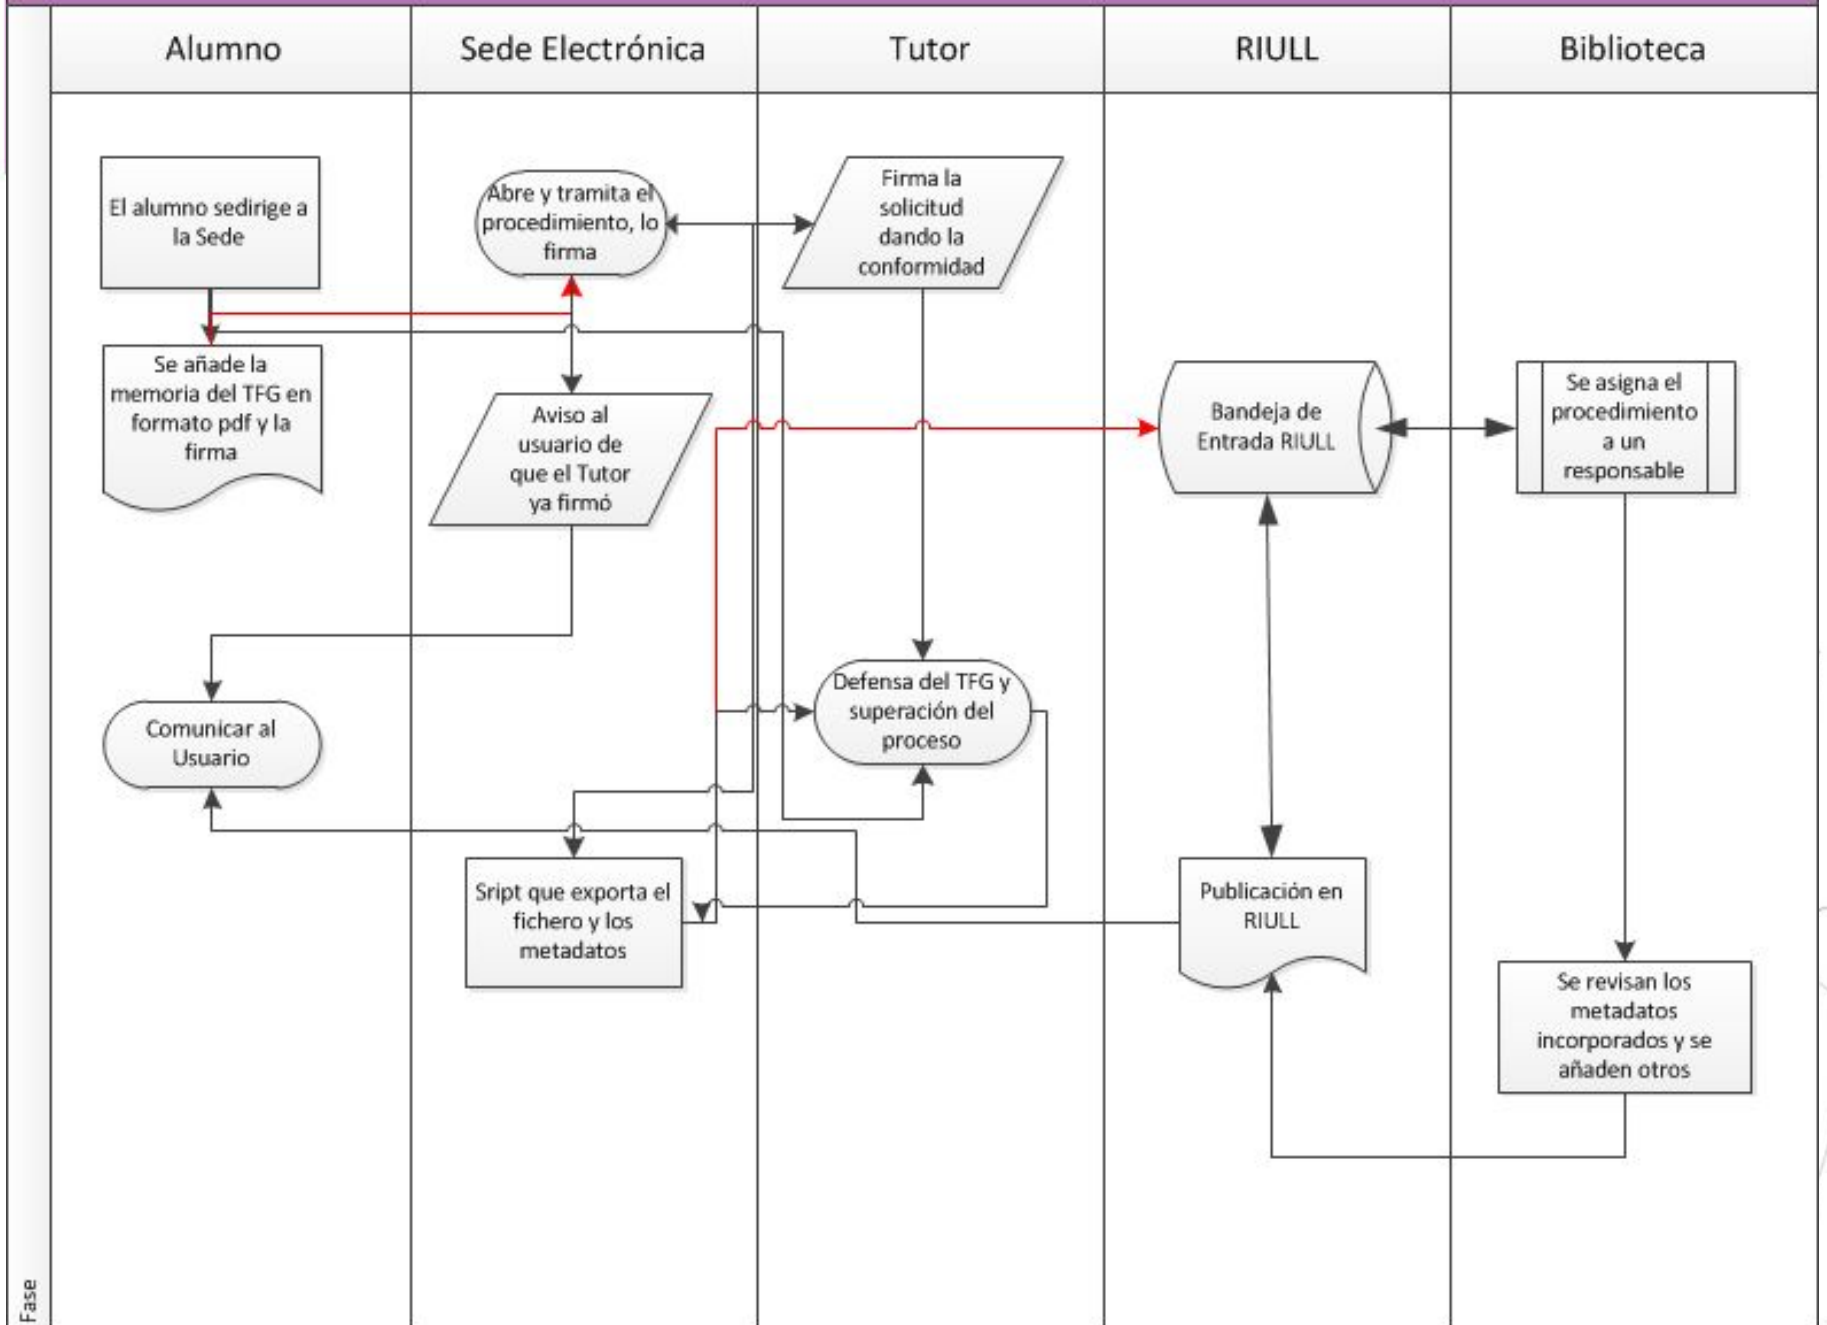 Alumno
Sede Electrónica
Tutor
RIULL
Biblioteca
El alumno sedirige a
la Sede
Abre y tramita el
procedimiento, lo
firma
Firma la
solicitud
dando la
conformidad
Se añade la
memoria del TFG en
formato pdf y la
firma
Aviso al
usuario de
que el Tutor
ya firmó
Bandeja de
Entrada RIULL
Se asigna el
procedimiento
a un
responsable
Comunicar al
Usuario
Defensa del TFG y
superación del
proceso
Sript que exporta el
fichero y los
metadatos
Publicación en
RIULL
Se revisan los
metadatos
incorporados y se
añaden otros
Fase